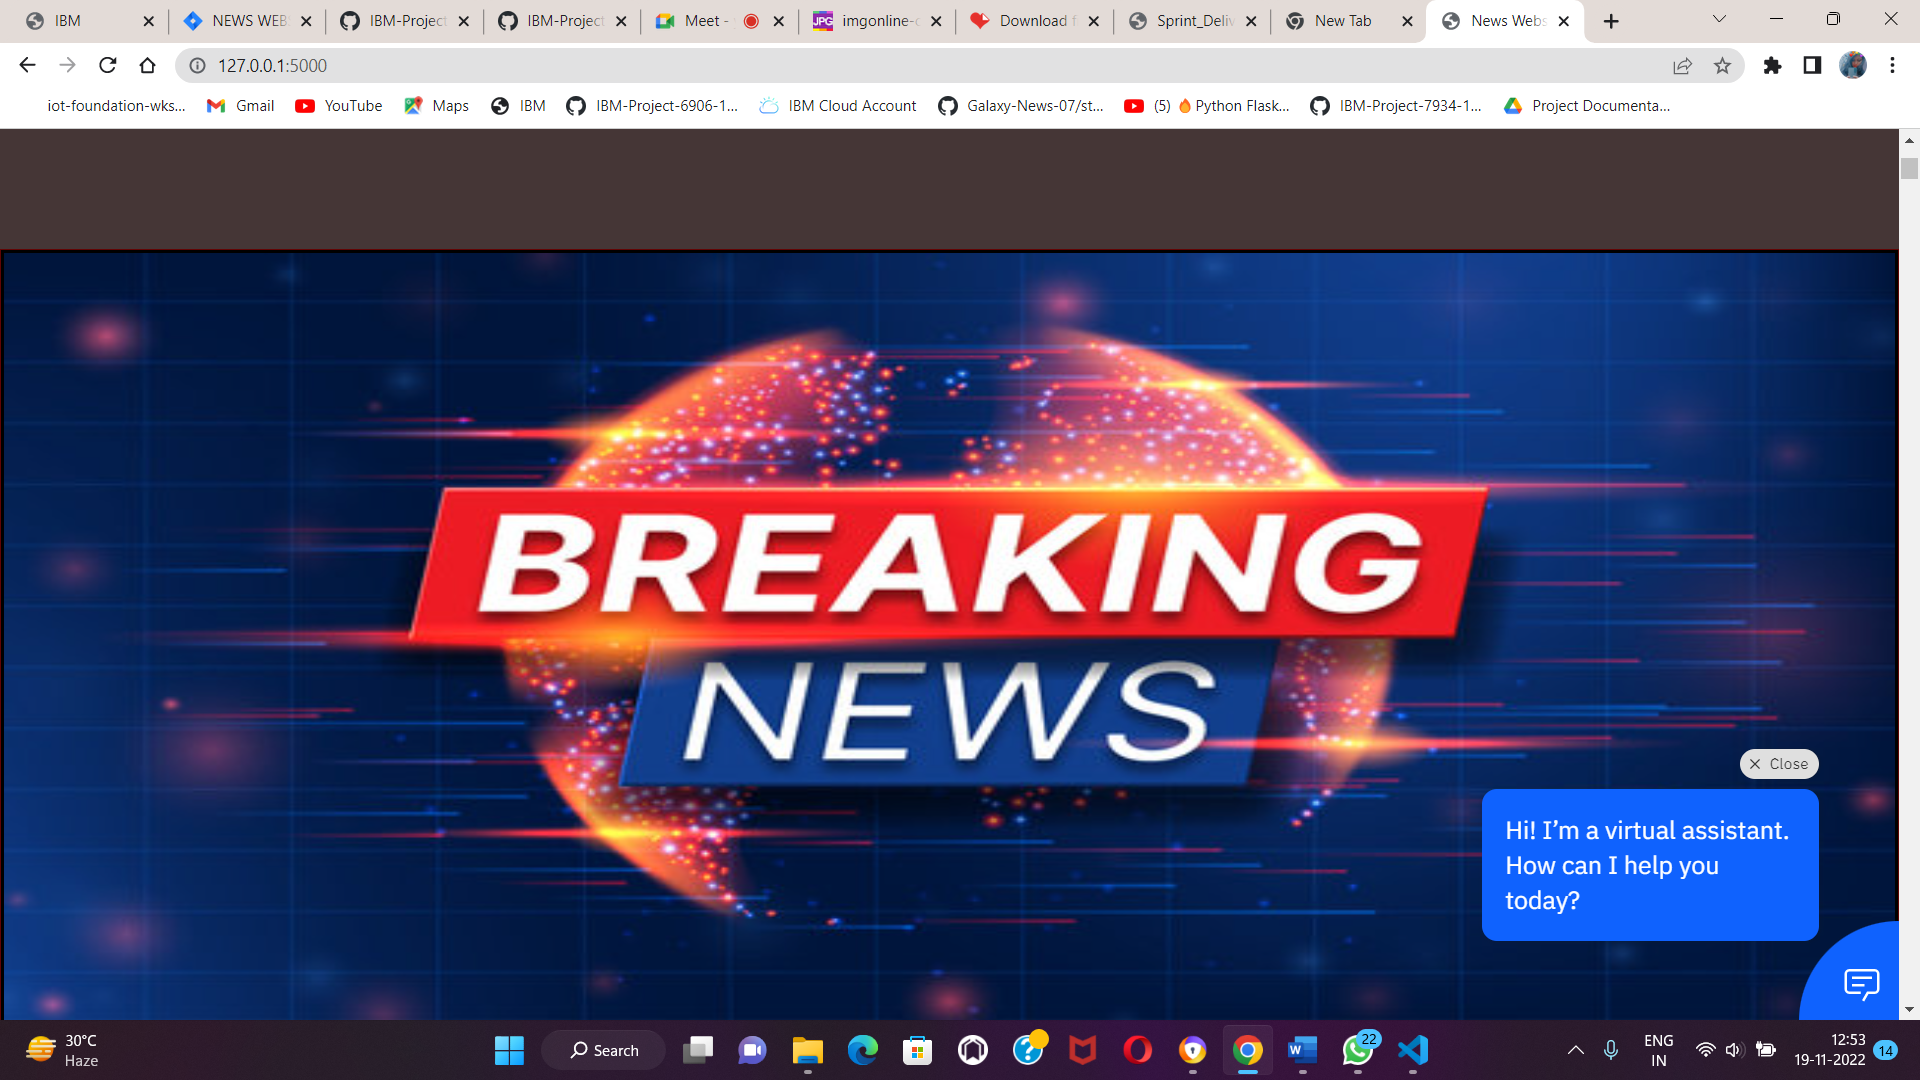 IBM
NEWS WEB
IBM-Project
IBM-Project
Meet -
JPG
imgonline-
Download f
Sprint_Deliv
New Tab
News Webs
127.0.0.1:5000
iot-foundation-wks...
Gmail
YouTube
Maps
IBM
IBM-Project-6906-1...
IBM Cloud Account
Galaxy-News-07/st...
(5) 🔥Python Flask...
IBM-Project-7934-1...
Project Documenta...
BREAKING
NEWS
Close
Hi! I'm a virtual assistant.
How can I help you
today?
30°C
Haze
Search
22
ENG
IN
12:53
19-11-2022
14